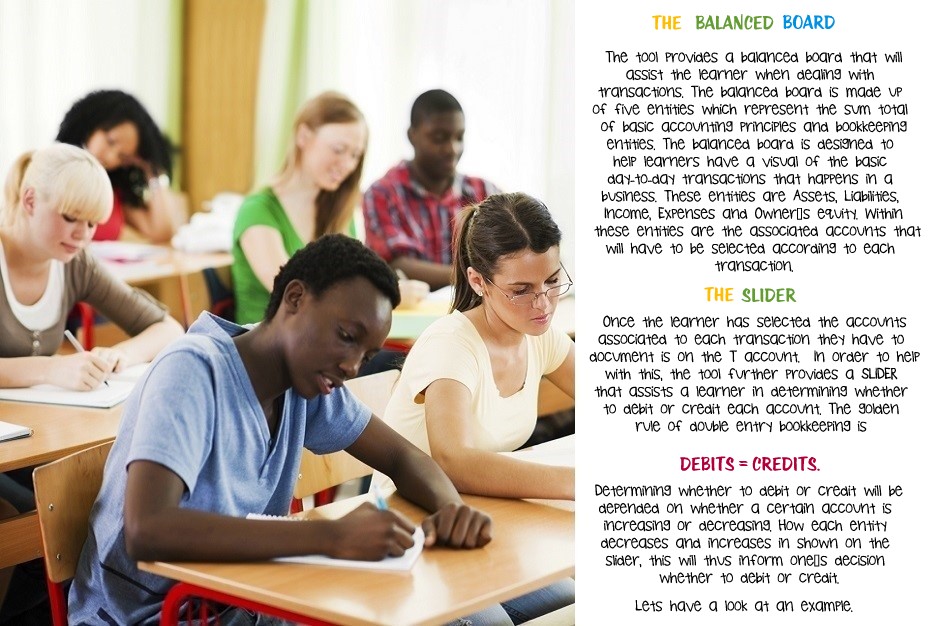 THE BALANCED BOARD
The tool provides a balanced board that will
assist the learner when dealing with
transactions. The balanced board is made up
of five entities which represent the sum total
of basic accounting principles and bookkeeping
entities. The balanced board is designed to
help learners have a visual of the basic
day-to-day transactions that happens in a
business. These entities are Assets, Liabilities,
Income, Expenses and Owner▯s equity. Within
these entities are the associated accounts that
will have to be selected according to each
transaction.
THE SLIDER
Once the learner has selected the accounts
associated to each transaction they have to
document is on the T account. In order to help
with this, the tool further provides a SLIDER
that assists a learner in determining whether
to debit or credit each account. The golden
rule of double entry bookkeeping is
DEBITS = CREDITS.
Determining whether to debit or credit will be
depended on whether a certain account is
increasing or decreasing. How each entity
decreases and increases in shown on the
slider, this will thus inform one▯s decision
whether to debit or credit.
Lets have a look at an example.